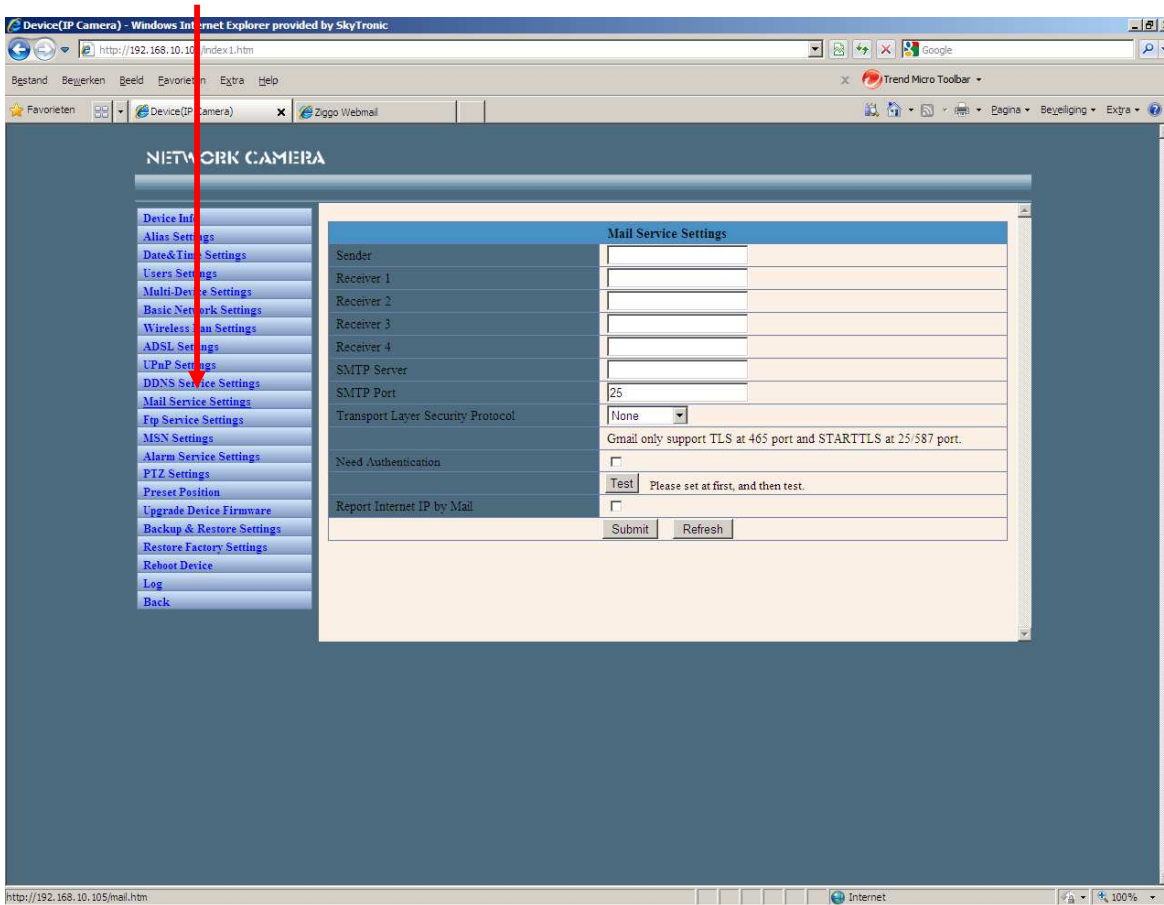 Device(IP Camera) - Windows Internet Explorer provided by SkyTronic
http://192.168.10.10 /index1.htm
Google
Bestand Bewerken Beeld Favorieten Extra Help
Trend Micro Toolbar
Favorieten
Device(IP Camera)
Ziggo Webmail
Pagina Beveiliging Extra
NETWORK CAMERA
Device Info
Alias Settings
Date&Time Settings
Users Settings
Multi-Device Settings
Basic Network Settings
Wireless Lan Settings
ADSL Settings
UPnP Settings
DDNS Service Settings
Mail Service Settings
Ftp Service Settings
MSN Settings
Alarm Service Settings
PTZ Settings
Preset Position
Upgrade Device Firmware
Backup & Restore Settings
Restore Factory Settings
Reboot Device
Log
Back
Mail Service Settings
Sender
Receiver 1
Receiver 2
Receiver 3
Receiver 4
SMTP Server
SMTP Port 25
Transport Layer Security Protocol None
Gmail only support TLS at 465 port and STARTTLS at 25/587 port.
Need Authentication
Test Please set at first, and then test.
Report Internet IP by Mail
Submit Refresh
http://192.168.10.105/mail.htm
Internet
100%